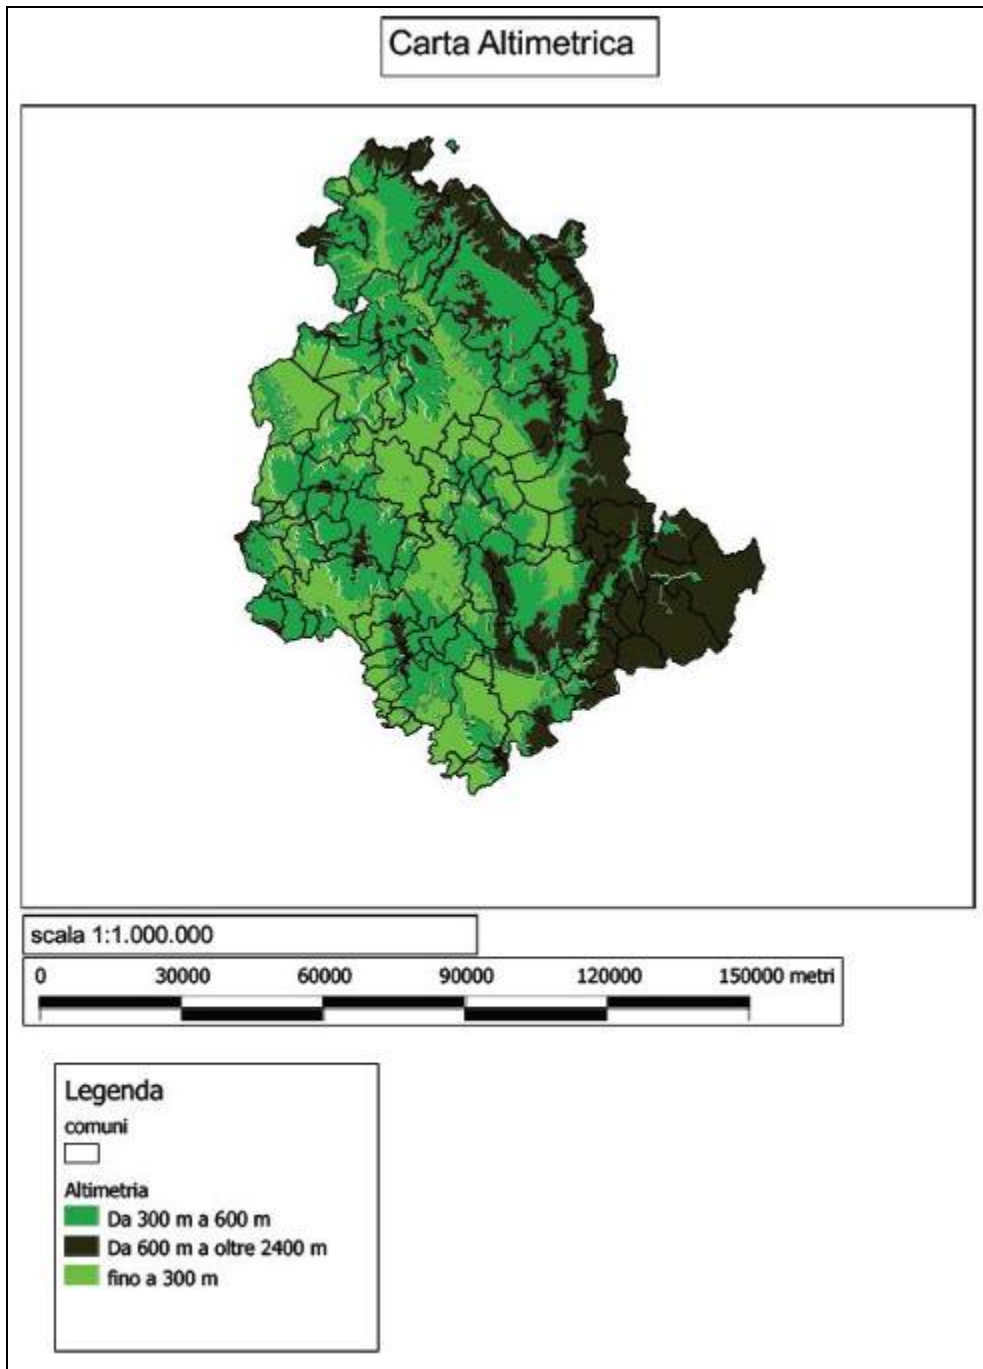 Carta Altimetrica
scala 1:1.000.000
0 30000 60000 90000 120000 150000 metri
Legenda
comuni
Altimetria
Da 300 m a 600 m
Da 600 m a oltre 2400 m
fino a 300 m